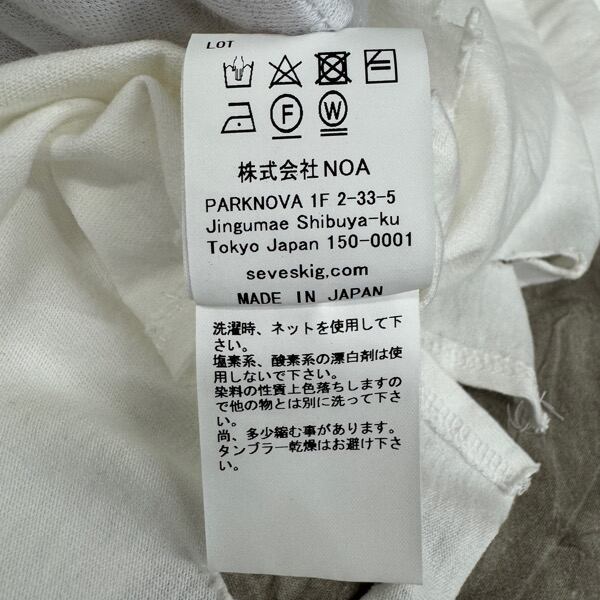 LOT
F W
株式会社NOA
PARKNOVA 1F 2-33-5
Jingumae Shibuya-ku
Tokyo Japan 150-0001
seveskig.com
MADE IN JAPAN
洗濯時、ネットを使用して下
さい。
塩素系、酸素系の漂白剤は使
用しないで下さい。
染料の性質上色落ちしますの
で他の物とは別に洗って下さ
い。
尚、多少縮む事があります。
タンブラー乾燥はお避け下さ
い。